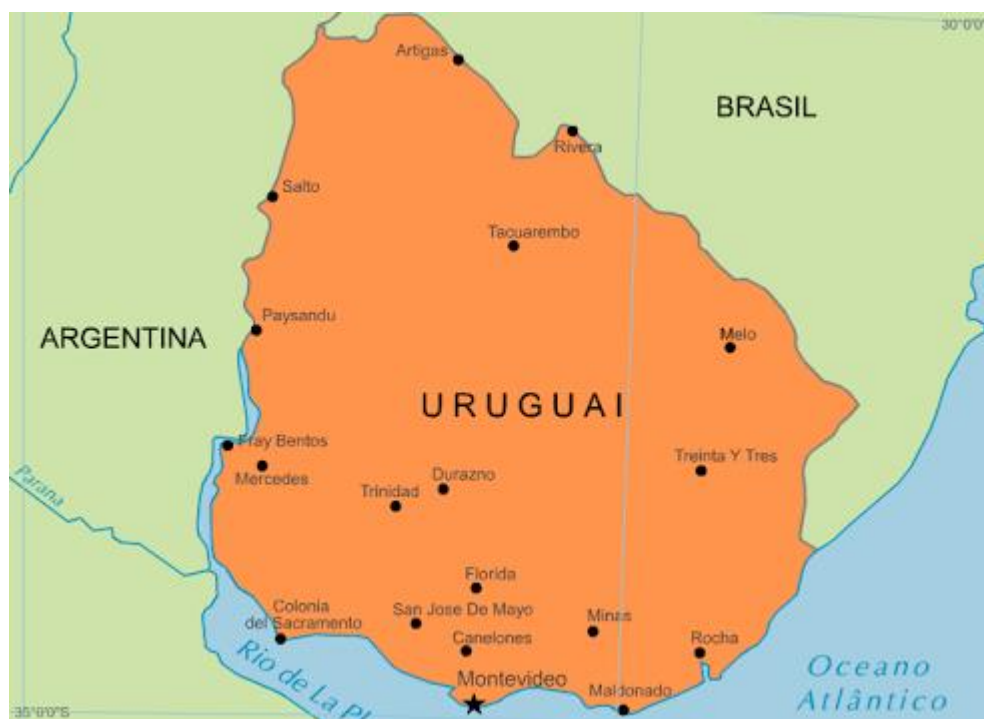 30°0'0
Artigas
BRASIL
Rivera
Salto
Tacuarembo
Paysandu
ARGENTINA
Melo
URUGUAI
Fray Bentos
Mercedes
Treinta Y Tres
Durazno
Trinidad
Parana
Florida
Colonia
del Sacramento
San Jose De Mayo
Minas
Canelones
Rocha
Rio de La Pl
Montevideo
Maldonado
Oceano
Atlântico
35°0'0"S